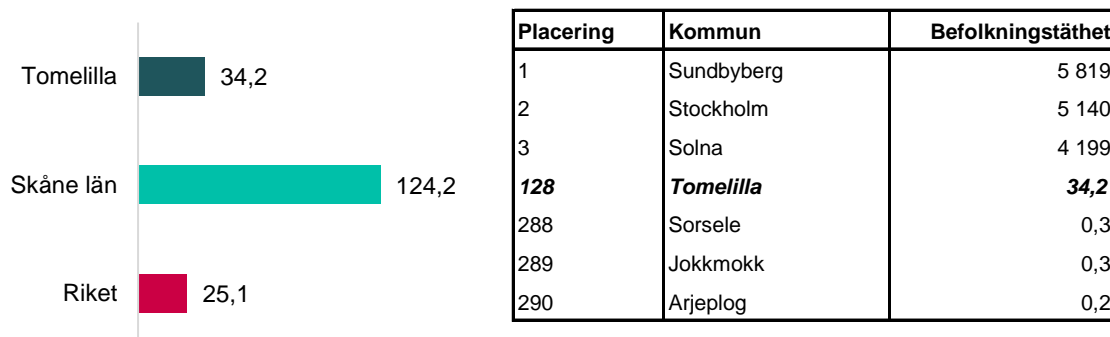 Tomelilla 34,2
Skåne län 124,2
Riket 25,1
Placering Kommun Befolkningstäthet
1 Sundbyberg 5 819
2 Stockholm 5 140
3 Solna 4 199
128 Tomelilla 34,2
288 Sorsele 0,3
289 Jokkmokk 0,3
290 Arjeplog 0,2